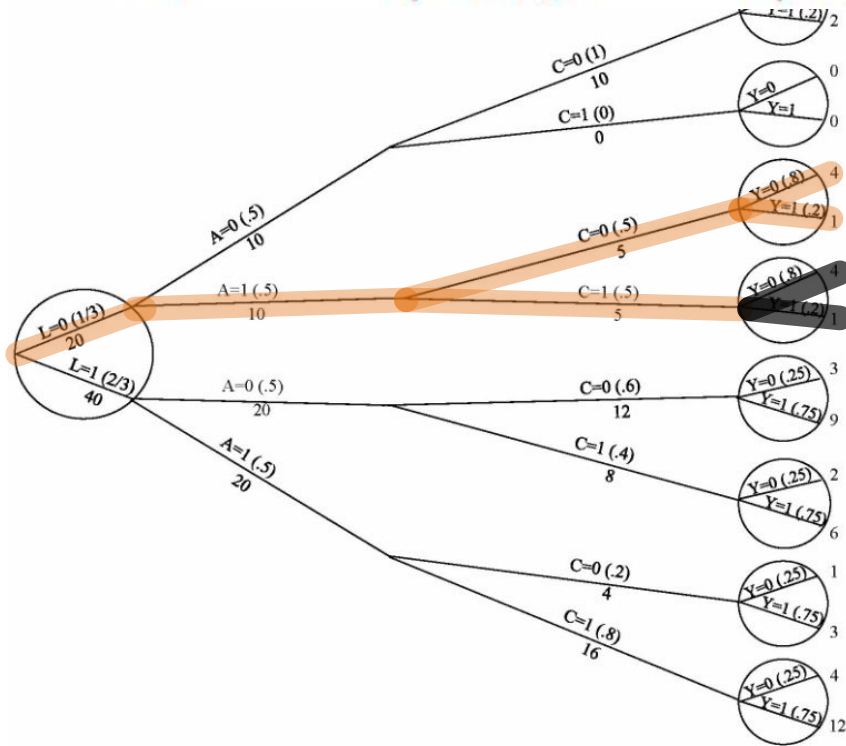 Y=1 (.2) 2
C=0 (1)
10
Y=0 0
C=1 (0)
0
Y=1 0
Y=0 (.8) 4
A=0 (.5)
10
C=0 (.5)
5
Y=1 (.2) 1
Y=0 (.8) 4
A=1 (.5)
10
C=1 (.5)
5
Y=1 (.2) 1
L=0 (1/3)
20
L=1 (2/3)
40
A=0 (.5)
20
C=0 (.6)
12
Y=0 (.25) 3
Y=1 (.75) 9
A=1 (.5)
20
C=1 (.4)
8
Y=0 (.25) 2
Y=1 (.75) 6
C=0 (.2)
4
Y=0 (.25) 1
Y=1 (.75) 3
C=1 (.8)
16
Y=0 (.25) 4
Y=1 (.75) 12